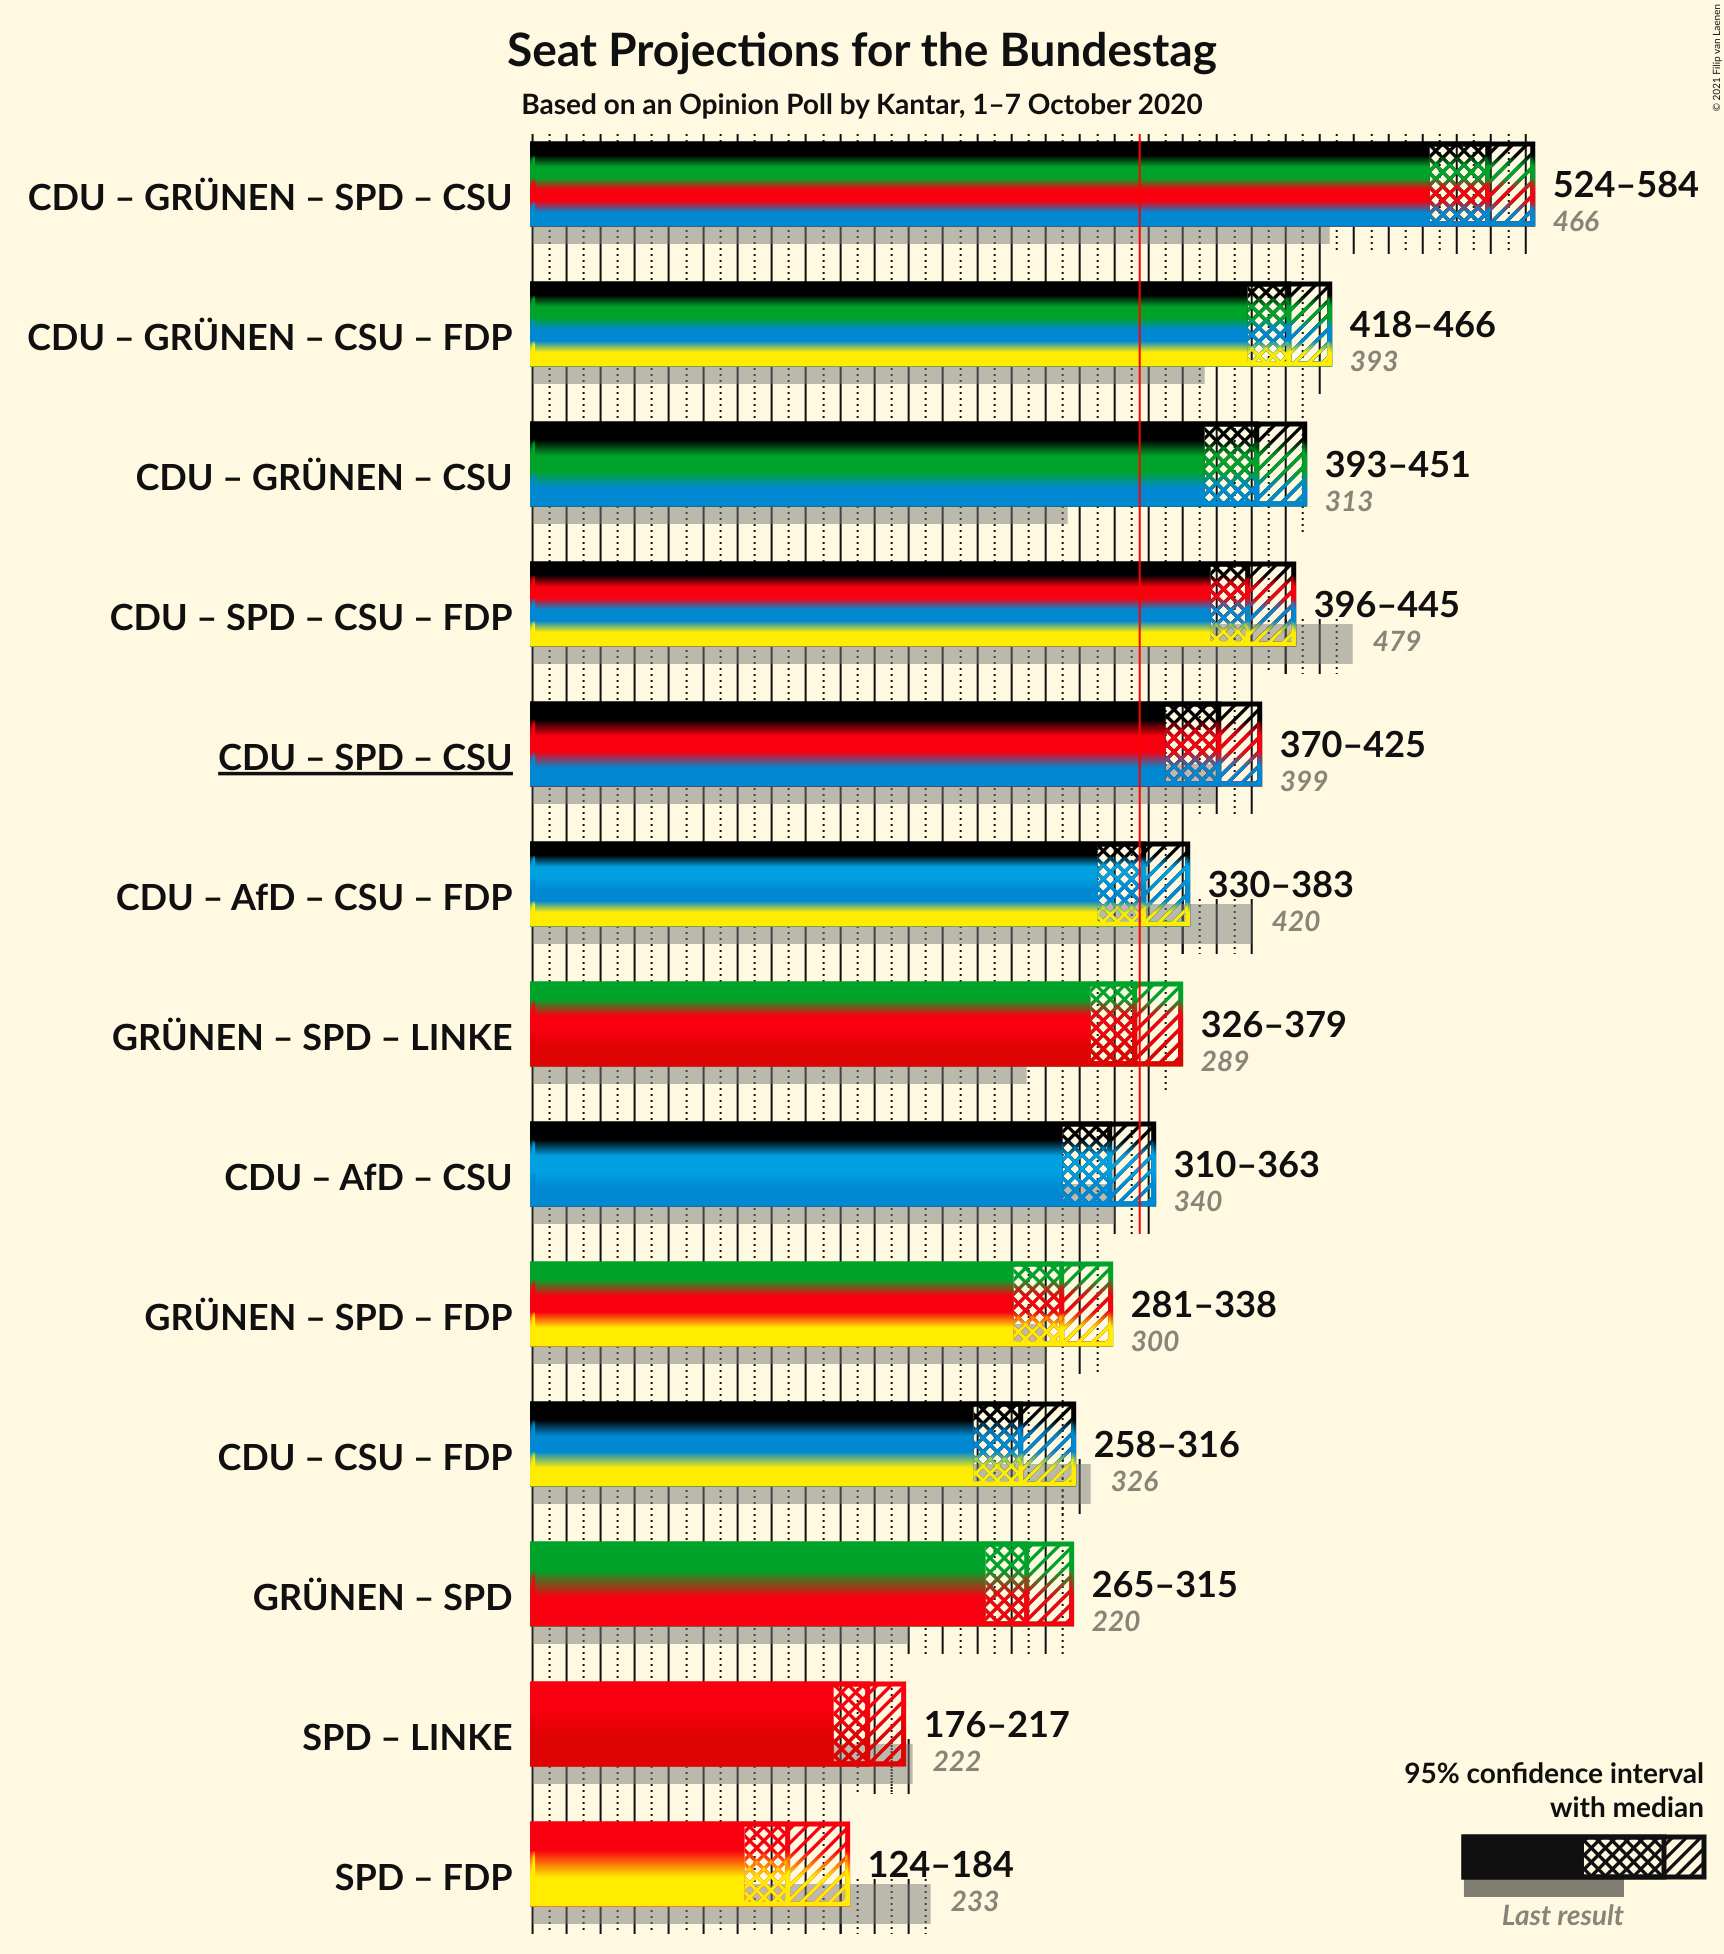 Seat Projections for the Bundestag
Based on an Opinion Poll by Kantar, 1–7 October 2020
© 2021 Filip van Laenen
CDU – GRÜNEN – SPD – CSU
524–584
466
CDU – GRÜNEN – CSU – FDP
418–466
393
CDU – GRÜNEN – CSU
393–451
313
CDU – SPD – CSU – FDP
396–445
479
CDU – SPD – CSU
370–425
399
CDU – AfD – CSU – FDP
330–383
420
GRÜNEN – SPD – LINKE
326–379
289
CDU – AfD – CSU
310–363
340
GRÜNEN – SPD – FDP
281–338
300
CDU – CSU – FDP
258–316
326
GRÜNEN – SPD
265–315
220
SPD – LINKE
176–217
222
SPD – FDP
124–184
233
95% confidence interval
with median
Last result